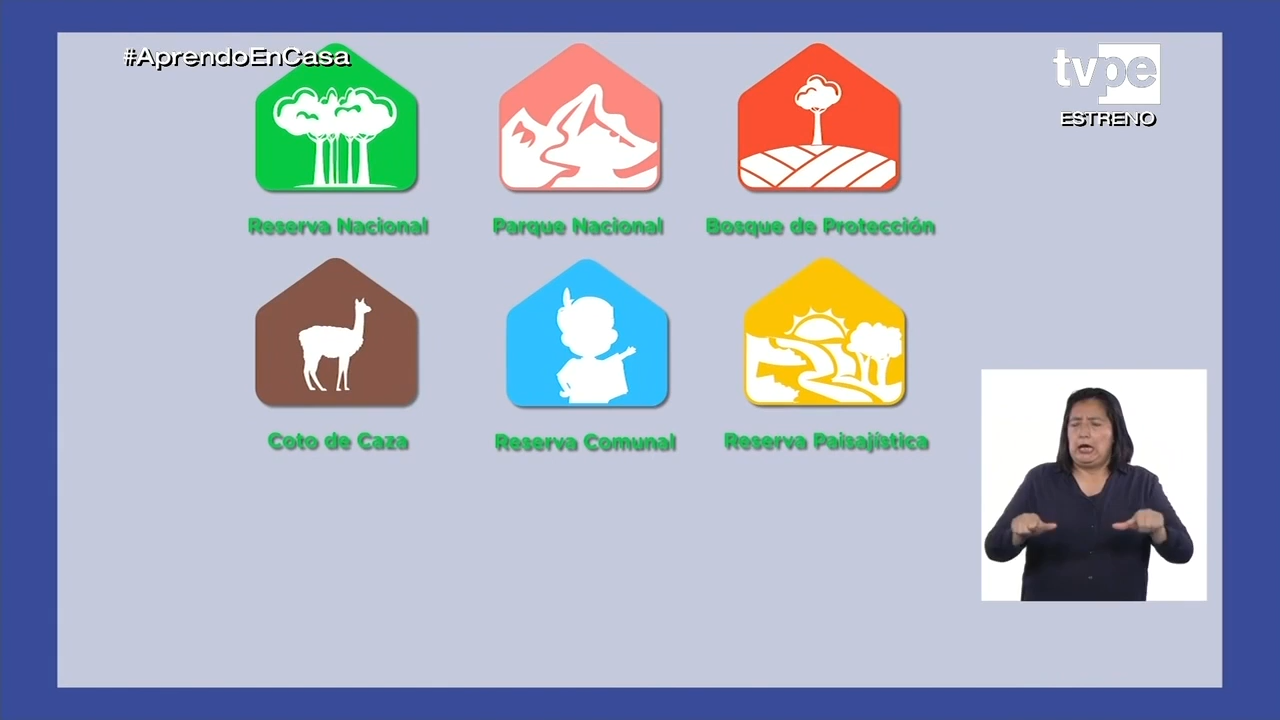 #AprendoEnCasa
tvpe
ESTRENO
Reserva Nacional
Parque Nacional
Bosque de Protección
Coto de Caza
Reserva Comunal
Reserva Paisajística